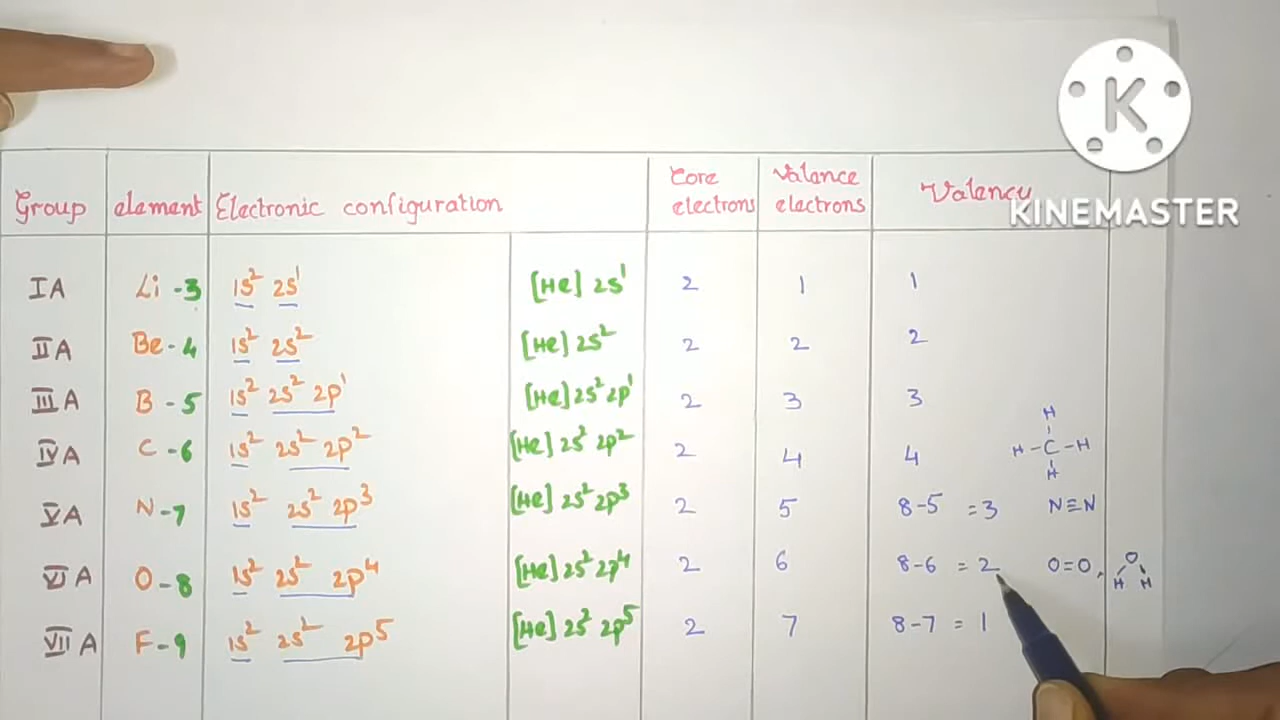 K
KINEMASTER
Group element Electronic configuration Core electrons Valance electrons Valency
IA Li - 3 1s² 2s¹ [He] 2s¹ 2 1 1
IIA Be - 4 1s² 2s² [He] 2s² 2 2 2
IIIA B - 5 1s² 2s² 2p¹ [He] 2s² 2p¹ 2 3 3
IVA C - 6 1s² 2s² 2p² [He] 2s² 2p² 2 4 4 H H-C-H H
VA N - 7 1s² 2s² 2p³ [He] 2s² 2p³ 2 5 8-5 = 3 N≡N
VIA O - 8 1s² 2s² 2p⁴ [He] 2s² 2p⁴ 2 6 8-6 = 2 O=O, O H H
VIIA F - 9 1s² 2s² 2p⁵ [He] 2s² 2p⁵ 2 7 8-7 = 1